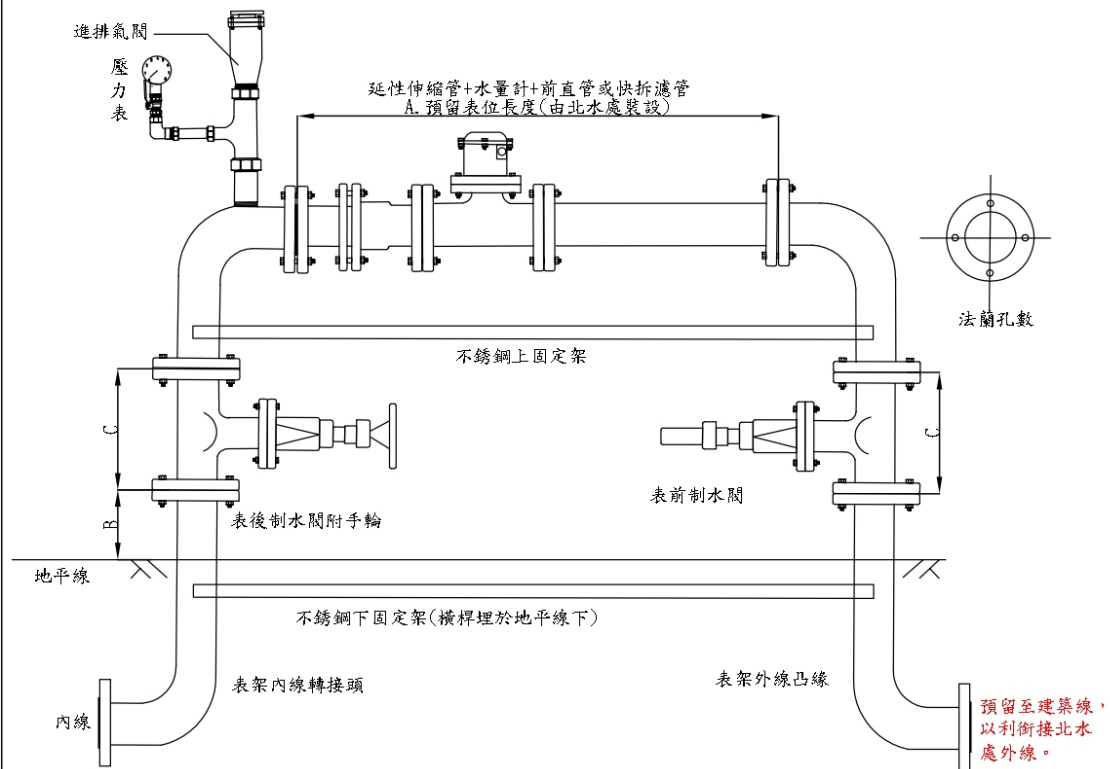 進排氣閥
壓力表
延性伸縮管+水量計+前直管或快拆濾管
A.預留表位長度(由北水處裝設)
法蘭孔數
不銹鋼上固定架
C
C
表前制水閥
表後制水閥附手輪
B
地平線
不銹鋼下固定架(橫桿埋於地平線下)
表架內線轉接頭
表架外線凸緣
內線
預留至建築線，
以利銜接北水
處外線。